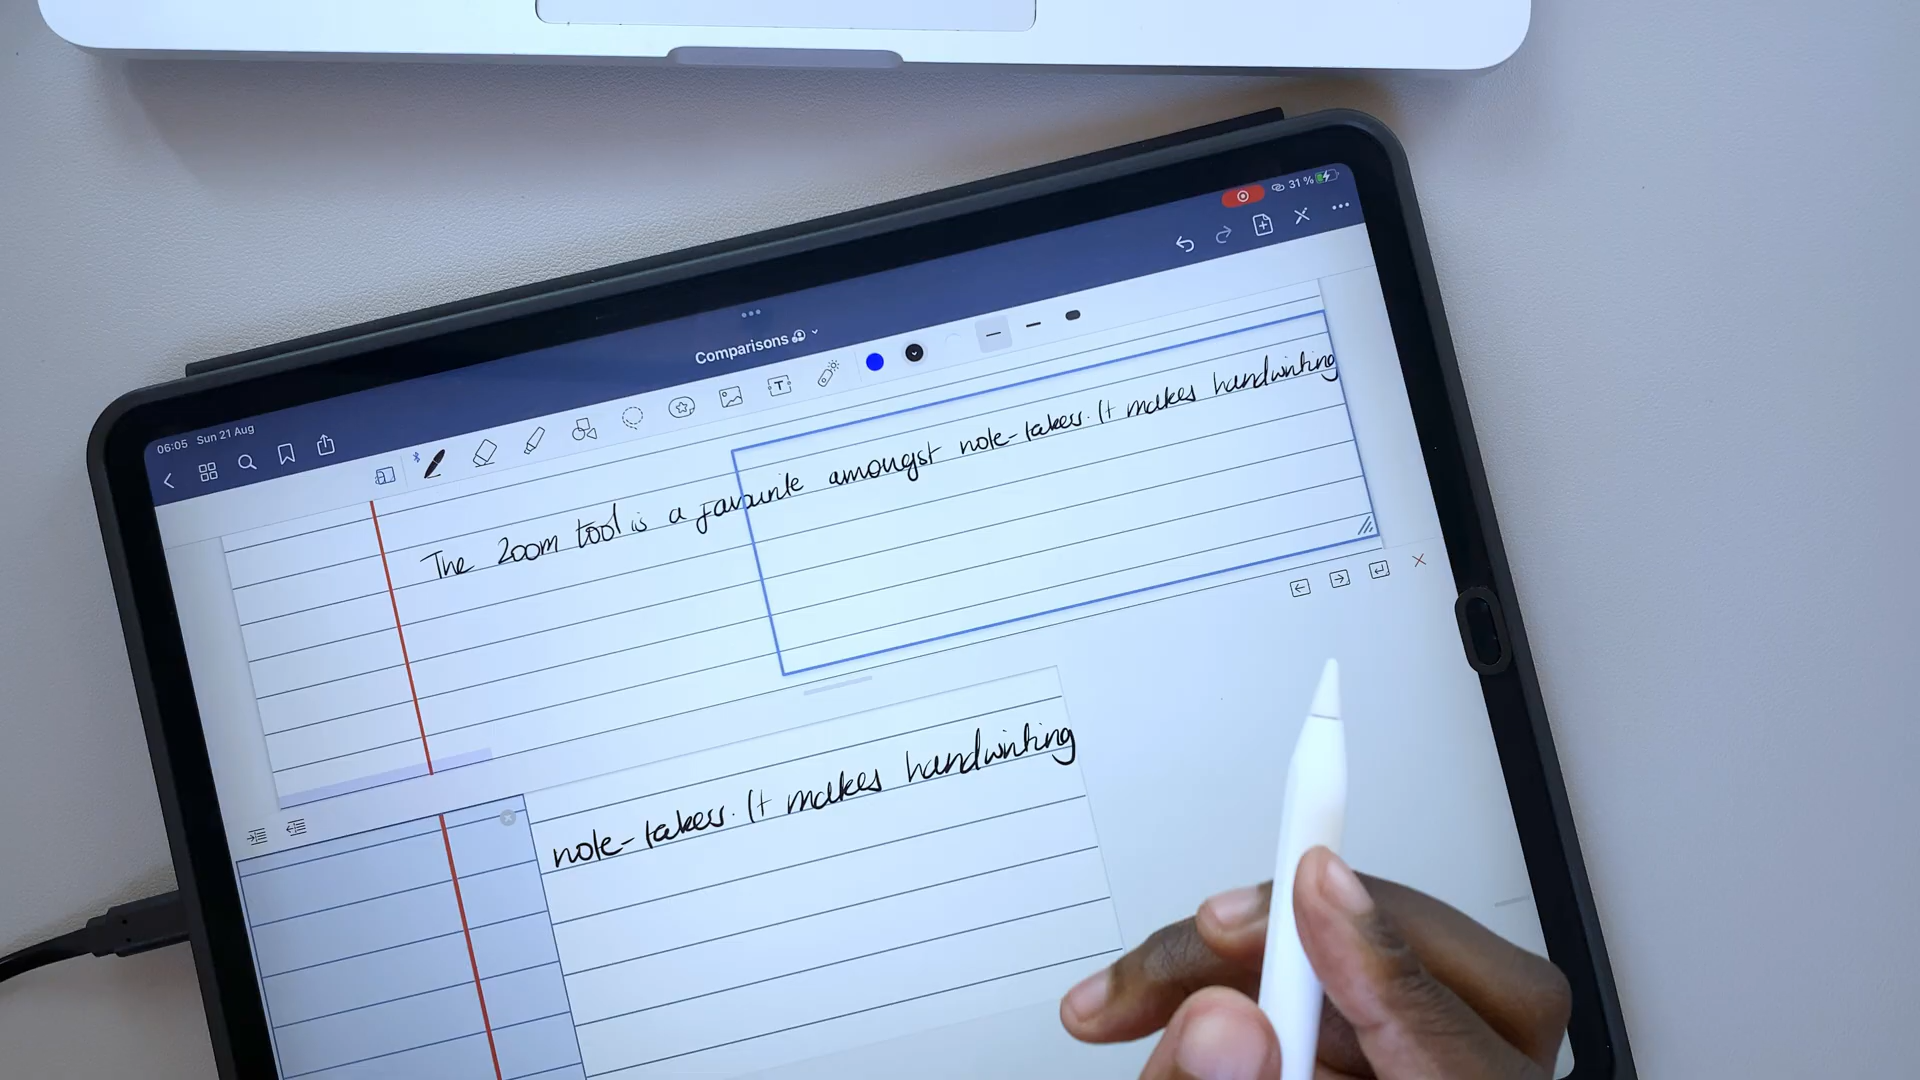 31 %
06:05 Sun 21 Aug
Comparisons
T
The Zoom tool is a favourite amongst note-takers. It makes handwriting
note-takers. It makes handwriting